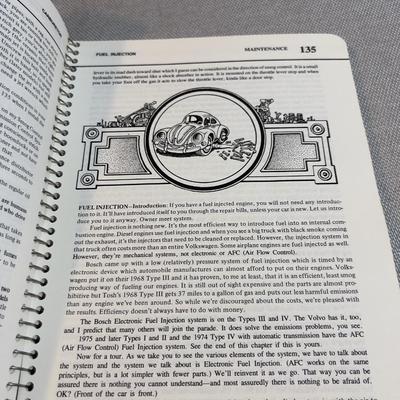 FUEL INJECTION
MAINTENANCE 135
lever in its mad dash toward that which I guess can be considered in the direction of using control. It is a small
hydraulic snubber, almost like a shock absorber in action. It is mounted on the throttle lever stop and when
you take your foot off the gas it acts to slow the throttle lever, kinda like a door stop.
FUEL INJECTION—Introduction: If you have a fuel injected engine, you will not need any introduc-
tion to it. It'll have introduced itself to you through the repair bills, unless your car is new. Let us intro-
duce you to it anyway. Owner meet system.
Fuel injection is nothing new. It's the most efficient way to introduce fuel into an internal com-
bustion engine. Diesel engines use fuel injection and when you see a big truck with black smoke coming
out the exhaust, it's the injectors that need to be cleaned or replaced. However, the injection system in
that truck often costs more than an entire Volkswagen. Some airplane engines are fuel injected as well.
However, they're mechanical systems, not electronic or AFC (Air Flow Control).
Bosch came up with a low (relatively) pressure system of fuel injection which is timed by an
electronic device which automobile manufacturers can almost afford to put on their engines. Volks-
wagen put it on their 1968 Type III and it has proven, to me at least, that it is an efficient, least smog
producing way of fueling our engines. It is still out of sight expensive and the parts are almost pro-
hibitive but Tosh's 1968 Type III gets 37 miles to a gallon of gas and puts out less harmful emissions
than any engine we've been around. So while we're discouraged about the costs, we're pleased with
the results. Efficiency doesn't always have to do with money.
The Bosch Electronic Fuel Injection system is on the Types III and IV. The Volvo has it, too,
and I predict that many others will join the parade. It does solve the emissions problems, you see.
1975 and later Types I and II and the 1974 Type IV with automatic transmission have the AFC
(Air Flow Control) Fuel Injection system. See the end of this chapter if this is yours.
Now for a tour. As we take you to see the various elements of the system, we have to talk about
the system and the system we talk about is Electronic Fuel Injection. (AFC works on the same
principles, but is a lot simpler with fewer parts.) We'll reinvent it as we go. That way you can be
assured there is nothing you cannot understand—and most assuredly there is nothing to be afraid of.
OK? (Front of the car is front.)